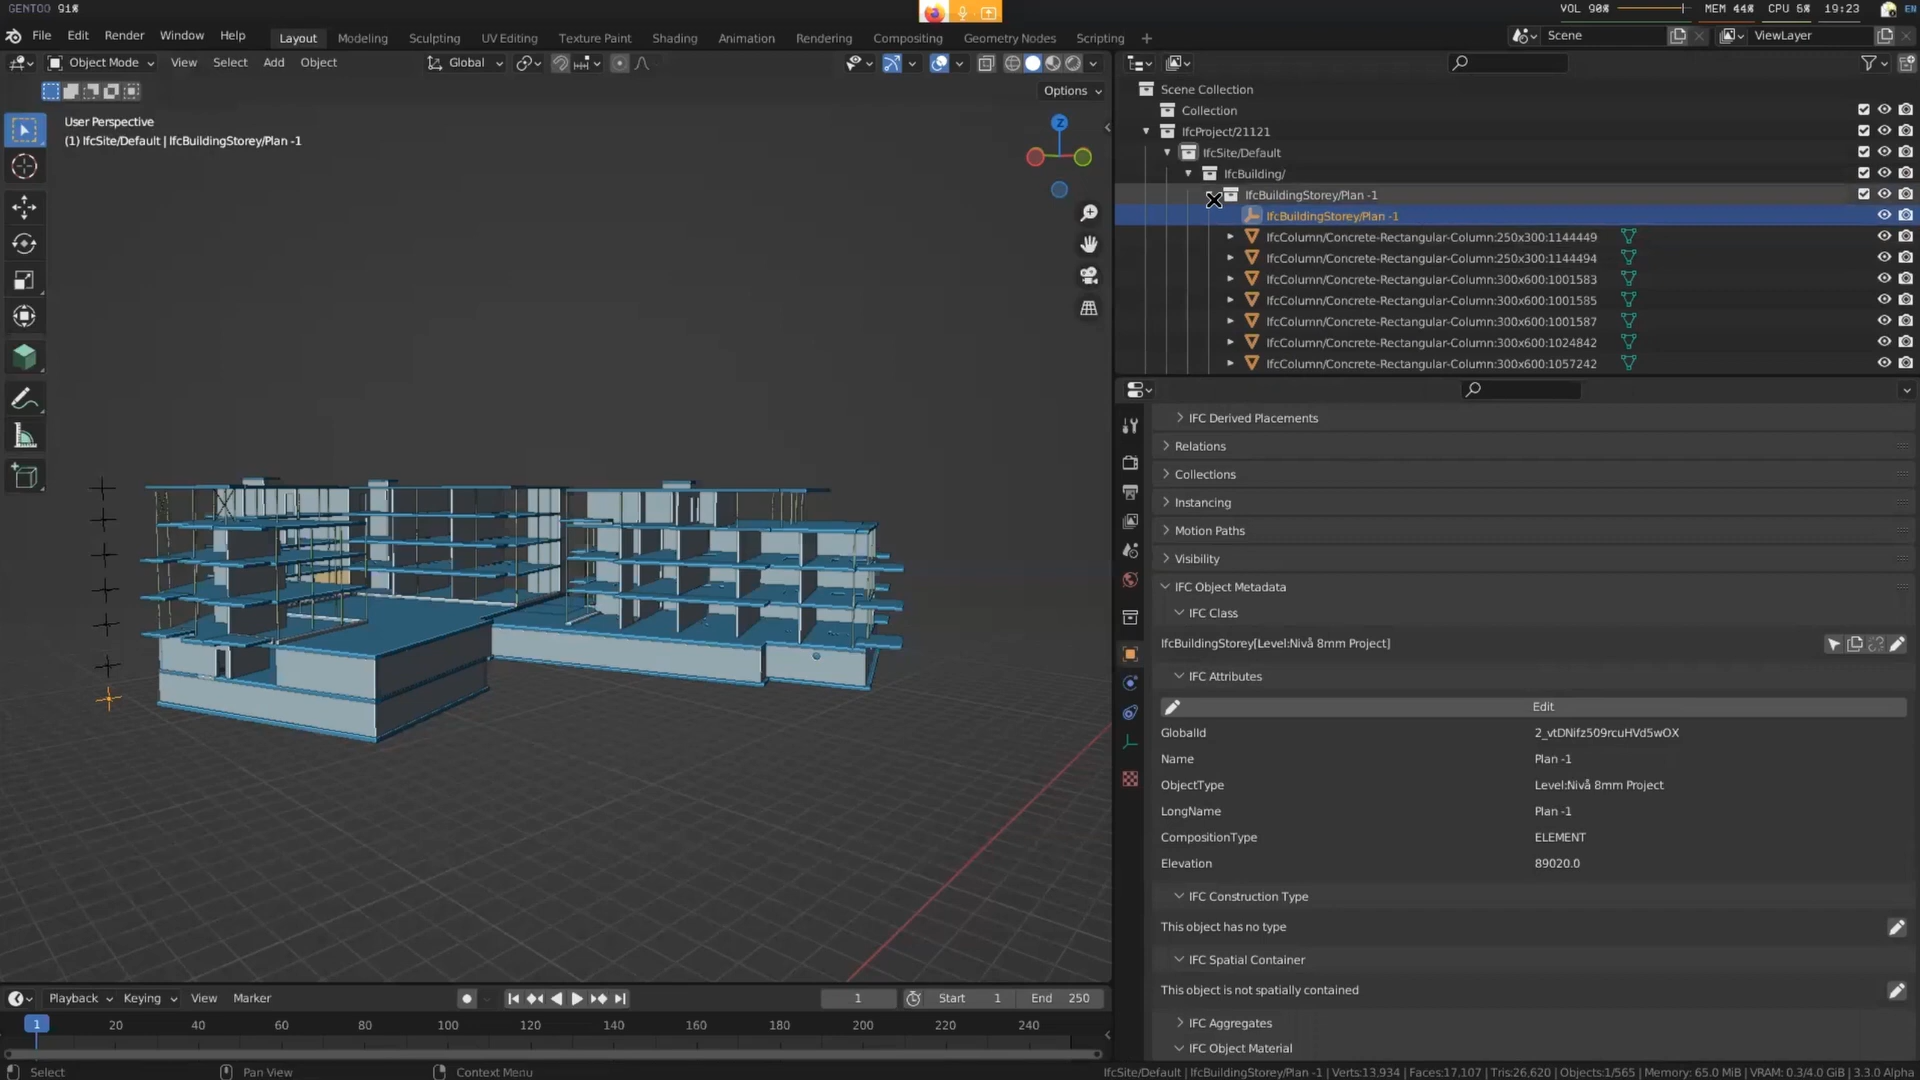 GENTOO 91%
VOL 90%
MEM 44%
CPU 5%
19:23
EN
File Edit Render Window Help
Layout Modeling Sculpting UV Editing Texture Paint Shading Animation Rendering Compositing Geometry Nodes Scripting +
Scene
ViewLayer
Object Mode View Select Add Object
Global
Options
User Perspective
(1) IfcSite/Default | IfcBuildingStorey/Plan -1
Z
Scene Collection
Collection
IfcProject/21121
IfcSite/Default
IfcBuilding/
IfcBuildingStorey/Plan -1
IfcBuildingStorey/Plan -1
IfcColumn/Concrete-Rectangular-Column:250x300:1144449
IfcColumn/Concrete-Rectangular-Column:250x300:1144494
IfcColumn/Concrete-Rectangular-Column:300x600:1001583
IfcColumn/Concrete-Rectangular-Column:300x600:1001585
IfcColumn/Concrete-Rectangular-Column:300x600:1001587
IfcColumn/Concrete-Rectangular-Column:300x600:1024842
IfcColumn/Concrete-Rectangular-Column:300x600:1057242
IFC Derived Placements
Relations
Collections
Instancing
Motion Paths
Visibility
IFC Object Metadata
IFC Class
IfcBuildingStorey[Level:Nivå 8mm Project]
IFC Attributes
Edit
GlobalId 2_vtDNifz509rcuHVd5wOX
Name Plan -1
ObjectType Level:Nivå 8mm Project
LongName Plan -1
CompositionType ELEMENT
Elevation 89020.0
IFC Construction Type
This object has no type
IFC Spatial Container
This object is not spatially contained
IFC Aggregates
IFC Object Material
Playback Keying View Marker
1
Start 1
End 250
1 20 40 60 80 100 120 140 160 180 200 220 240
Select
Pan View
Context Menu
IfcSite/Default | IfcBuildingStorey/Plan -1 | Verts:13,934 | Faces:17,107 | Tris:26,620 | Objects:1/565 | Memory: 65.0 MiB | VRAM: 0.3/4.0 GiB | 3.3.0 Alpha